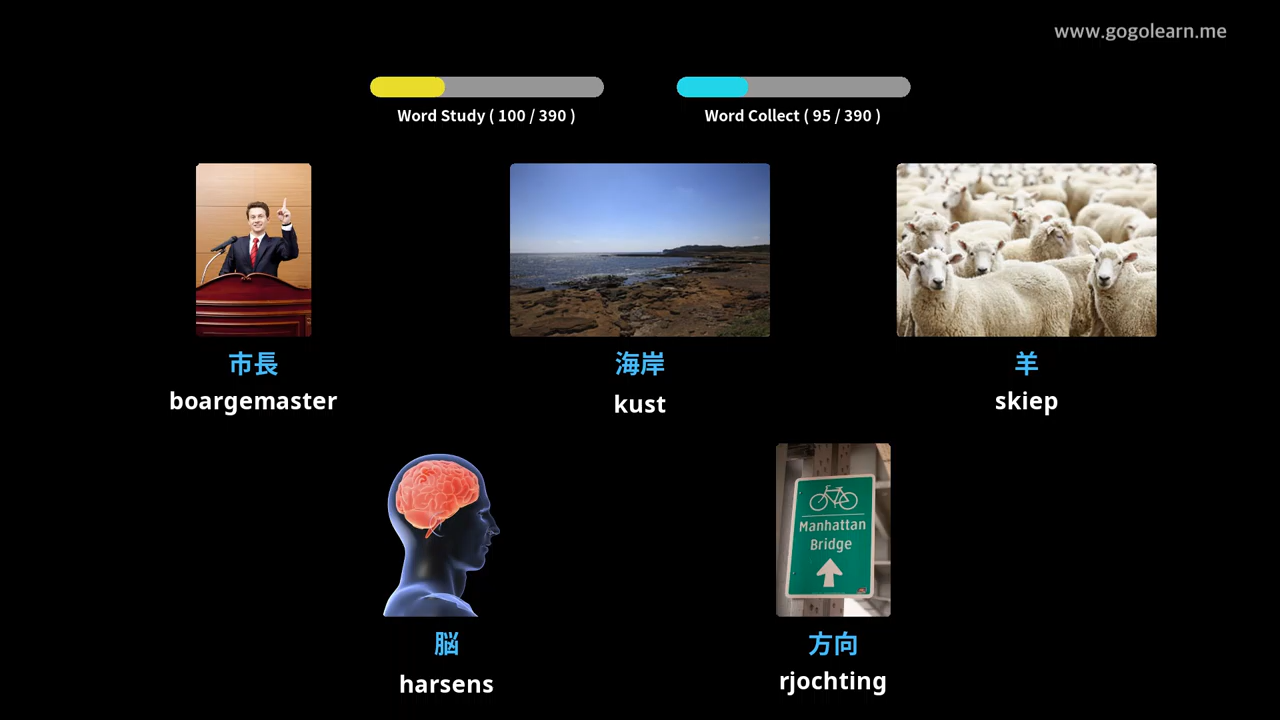 www.gogolearn.me
Word Study ( 100 / 390 )
Word Collect ( 95 / 390 )
市長
boargemaster
海岸
kust
羊
skiep
Manhattan
Bridge
脳
harsens
方向
rjochting